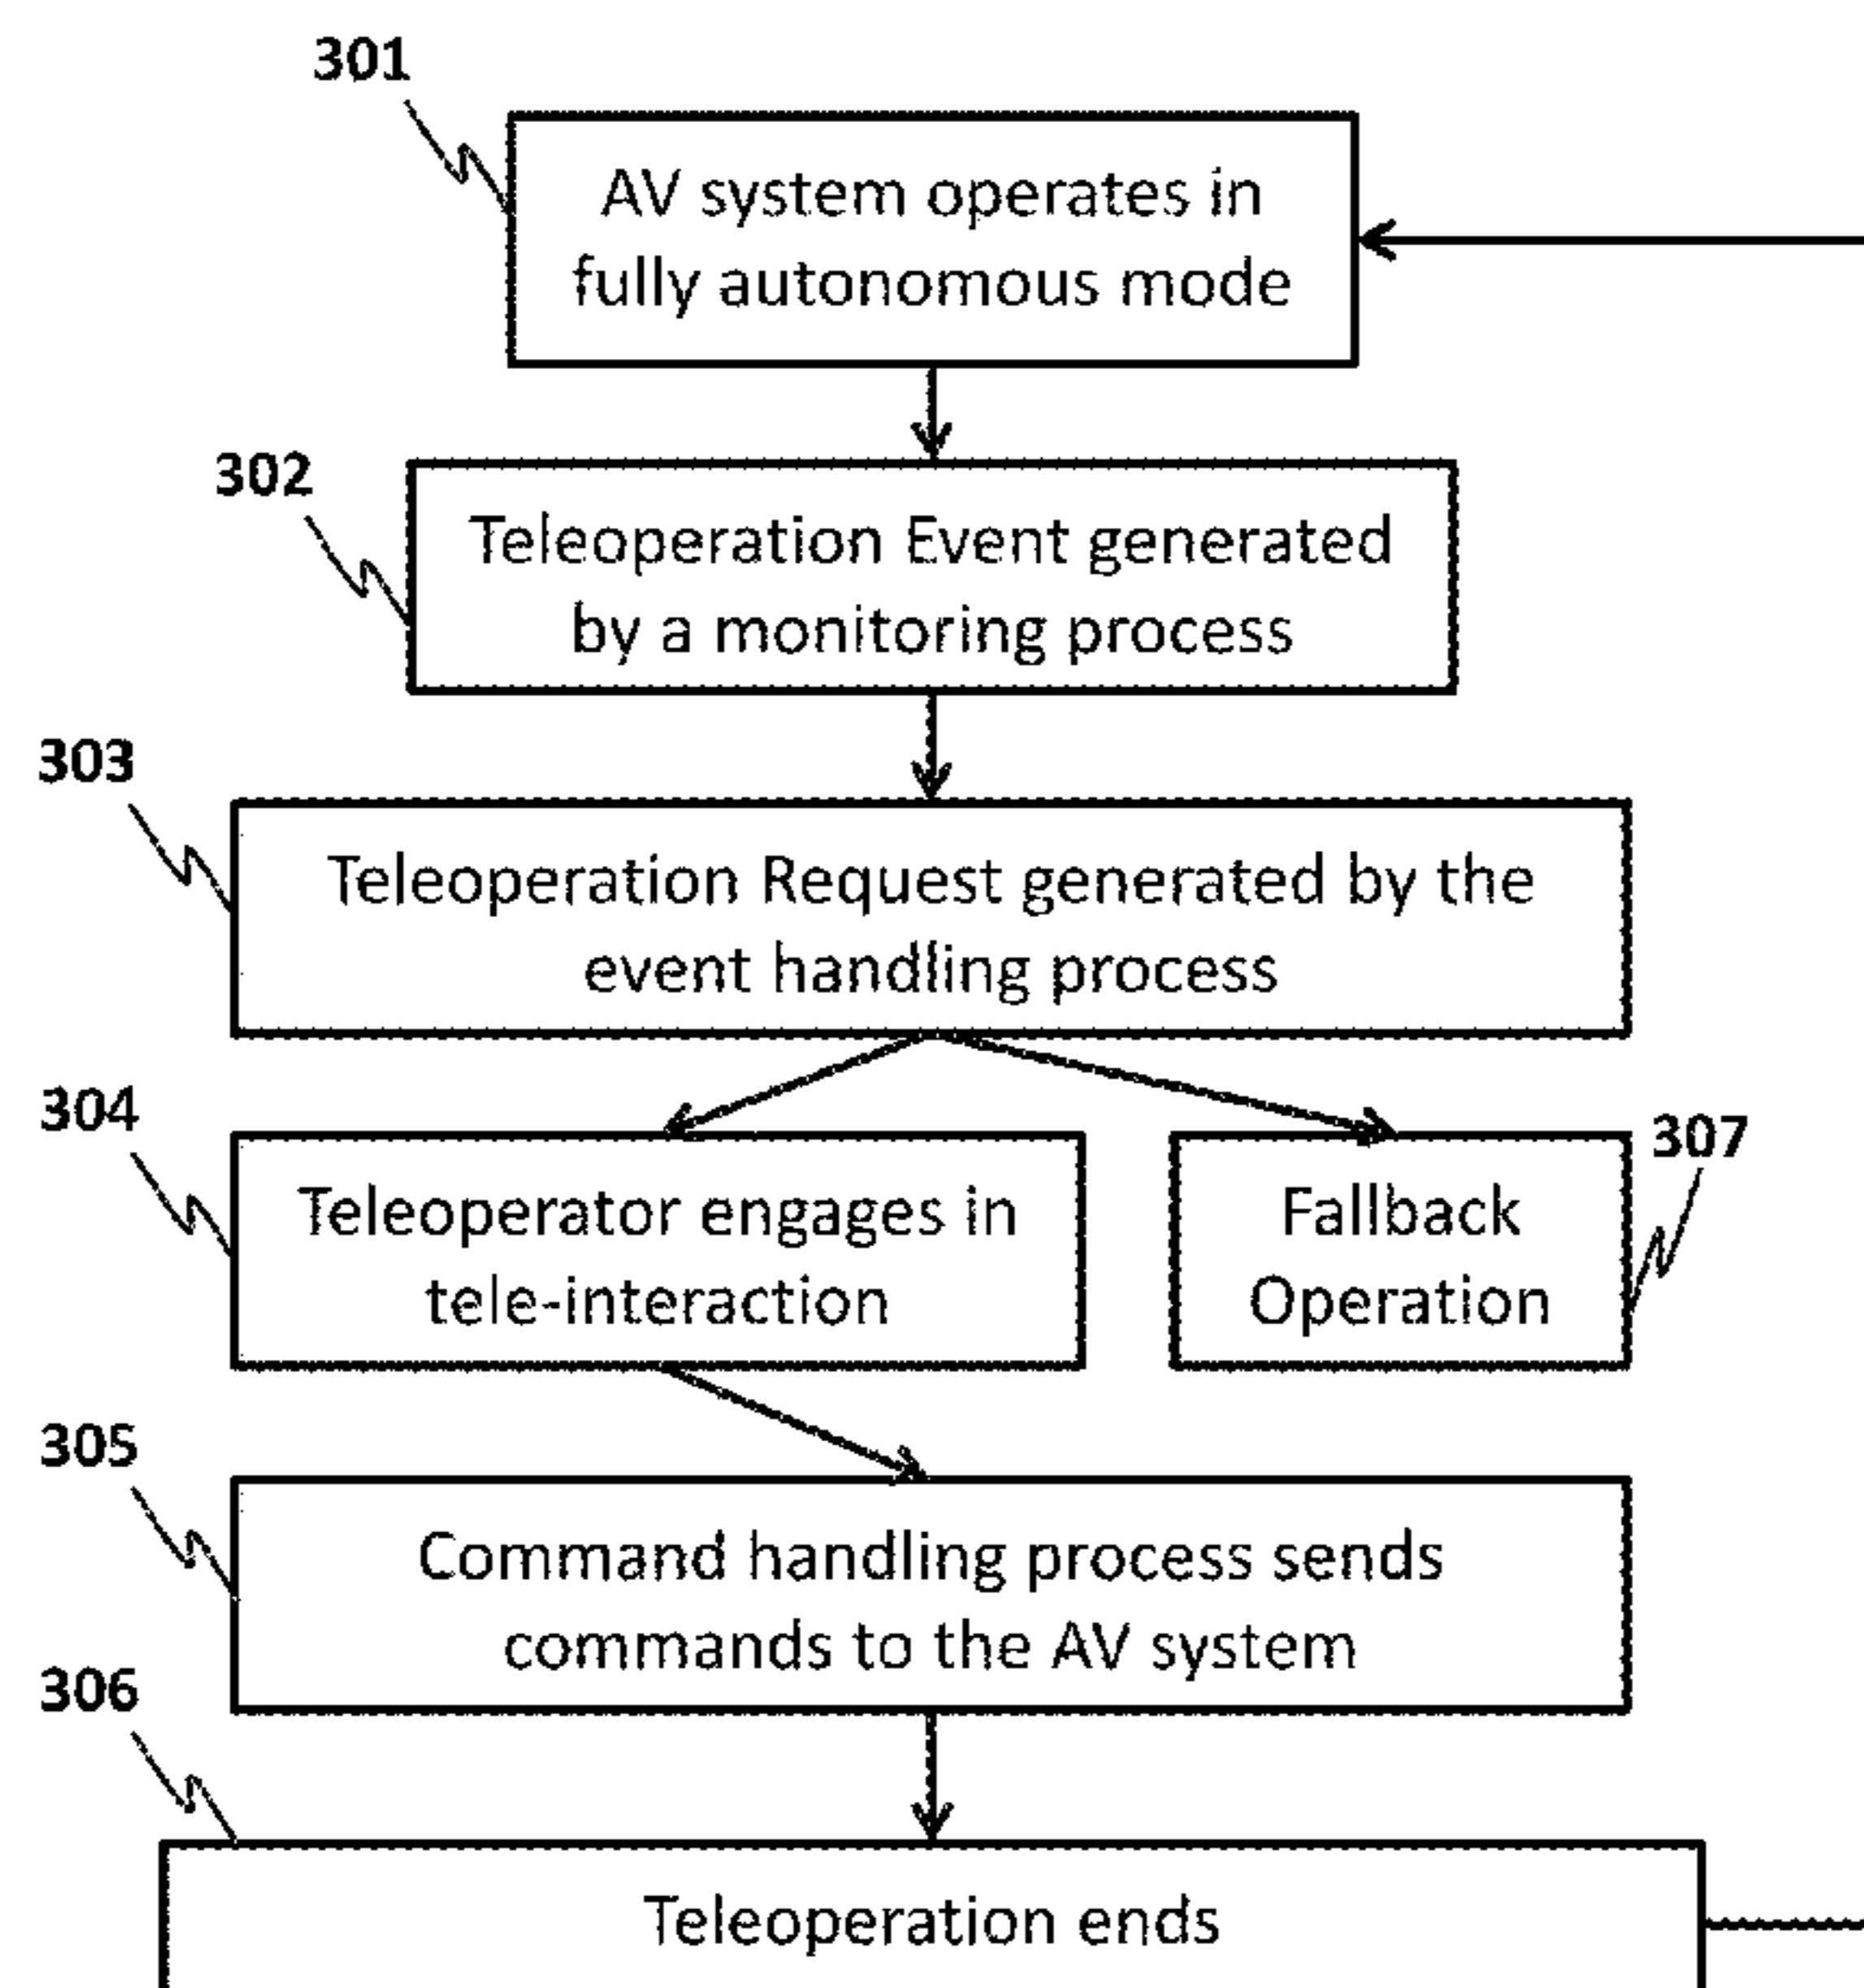 301
AV system operates in
fully autonomous mode
302
Teleoperation Event generated
by a monitoring process
303
Teleoperation Request generated by the
event handling process
304
Teleoperator engages in
tele-interaction
307
Fallback
Operation
305
Command handling process sends
commands to the AV system
306
Teleoperation ends